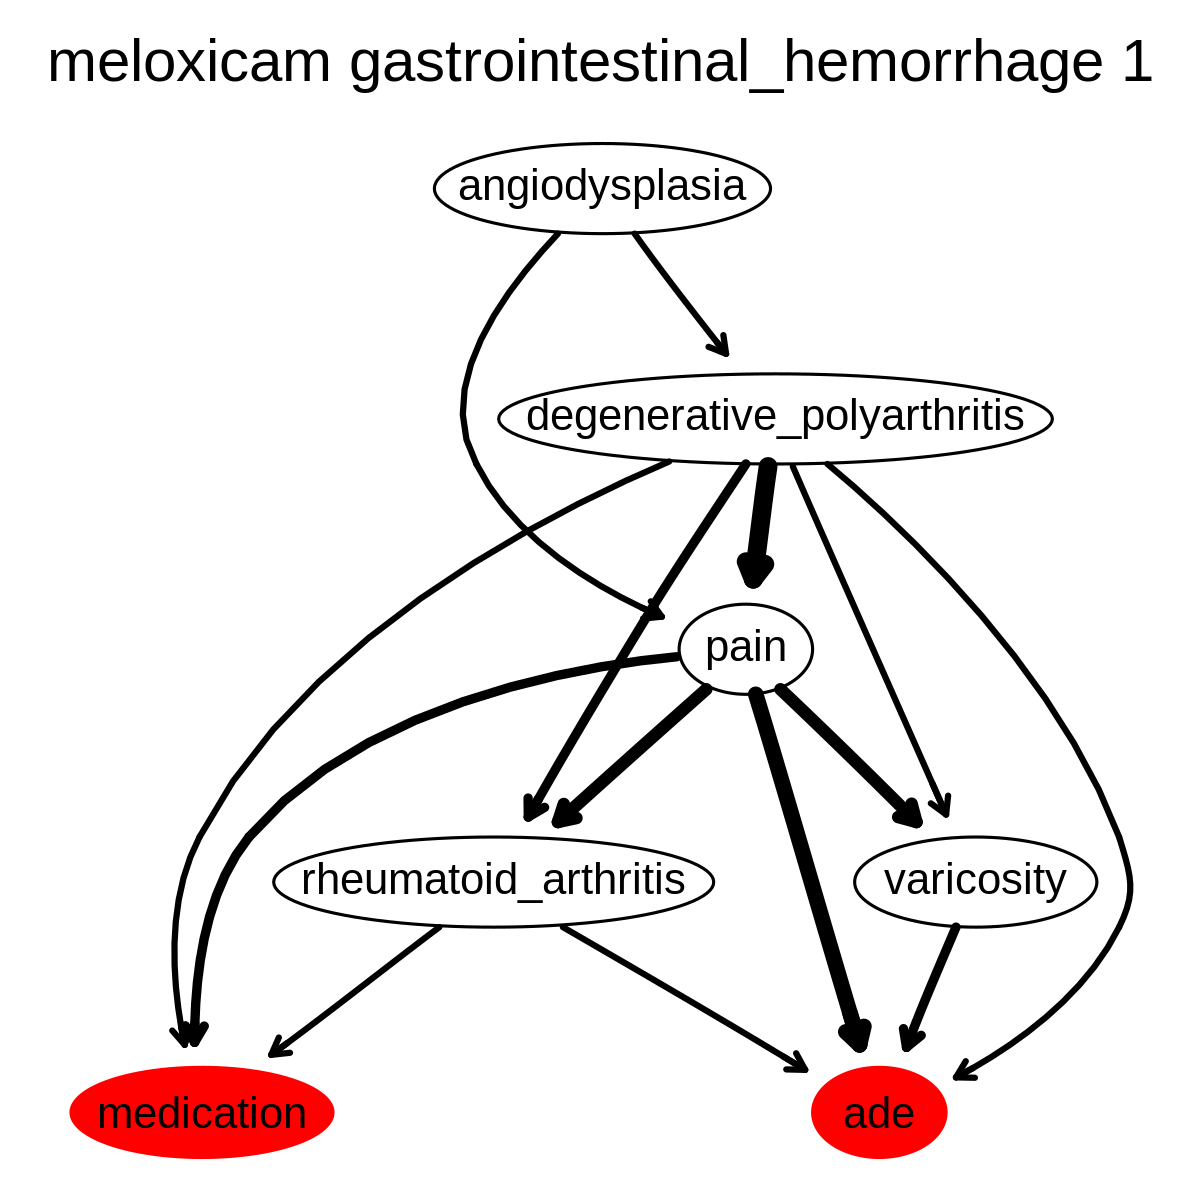 meloxicam gastrointestinal_hemorrhage 1
angiodysplasia
degenerative_polyarthritis
pain
rheumatoid_arthritis
varicosity
medication
ade